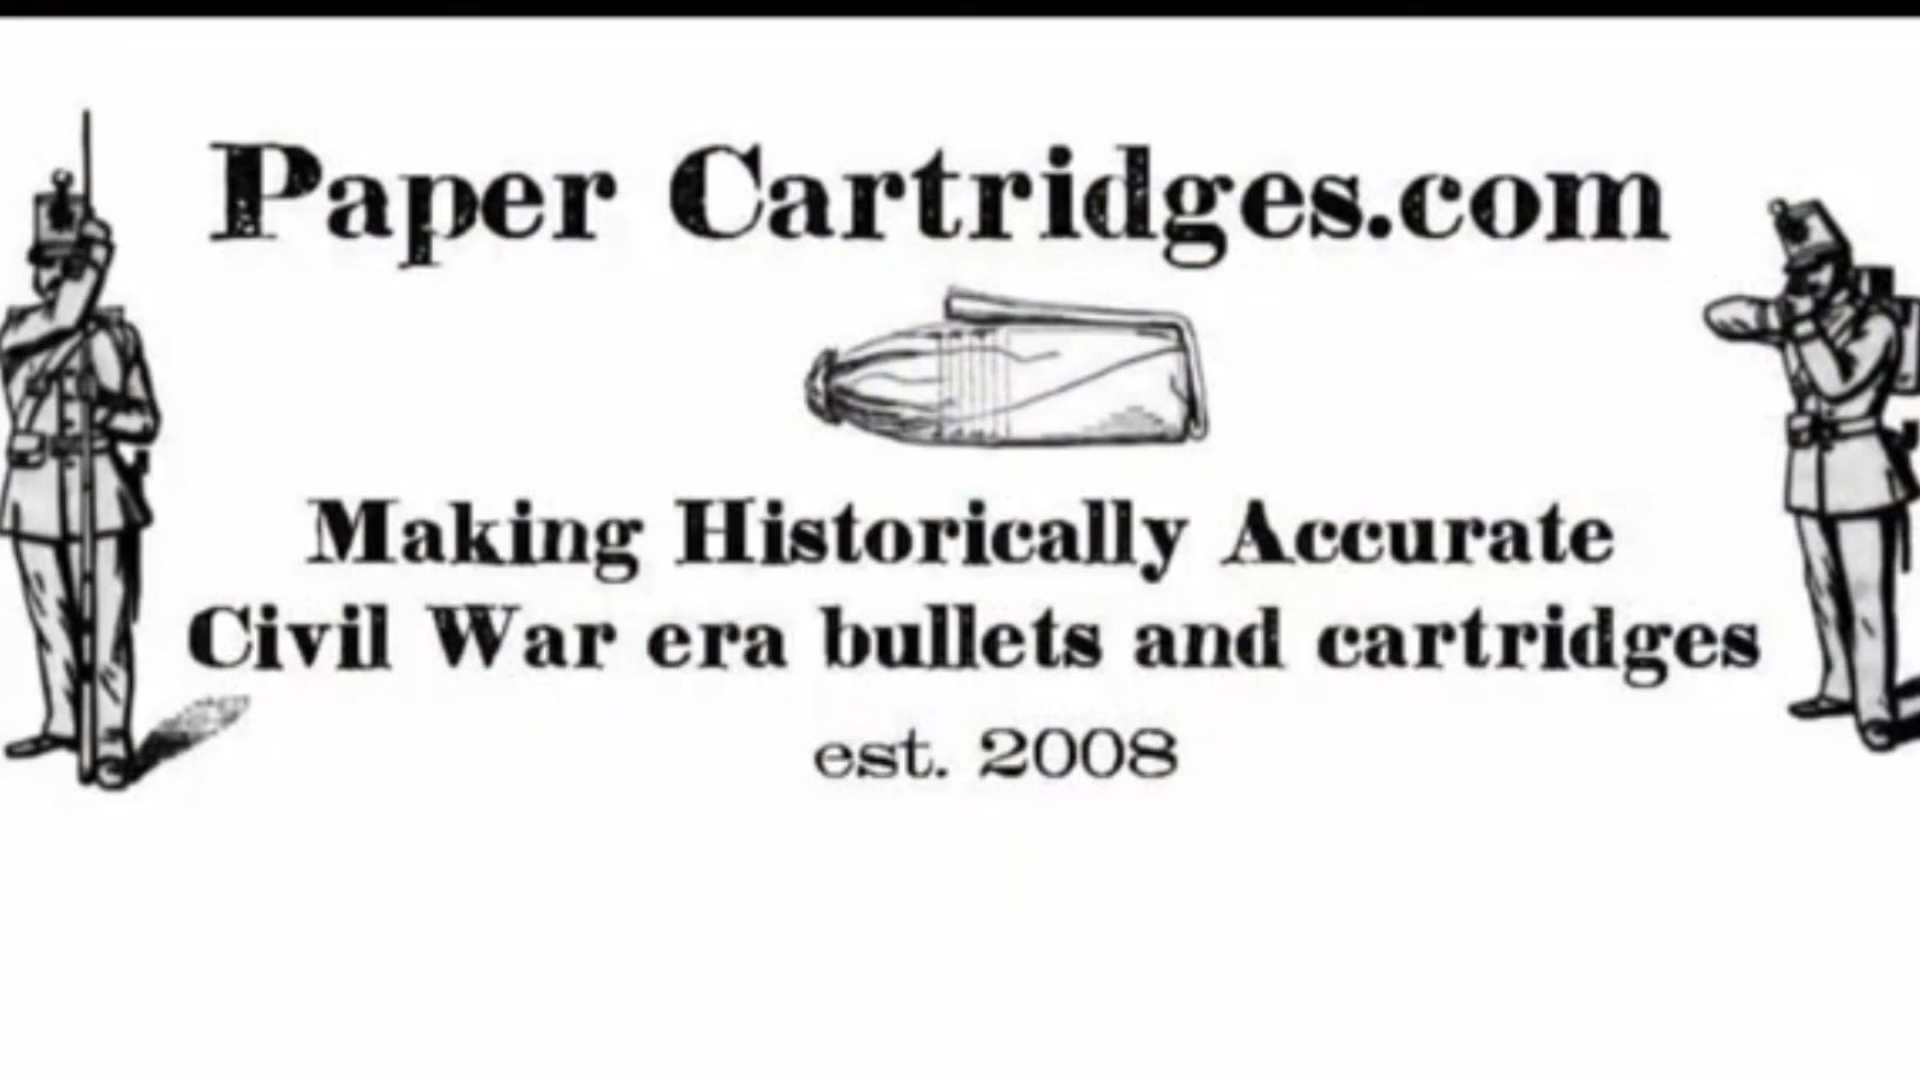 Paper Cartridges.com
Making Historically Accurate
Civil War era bullets and cartridges
est. 2008